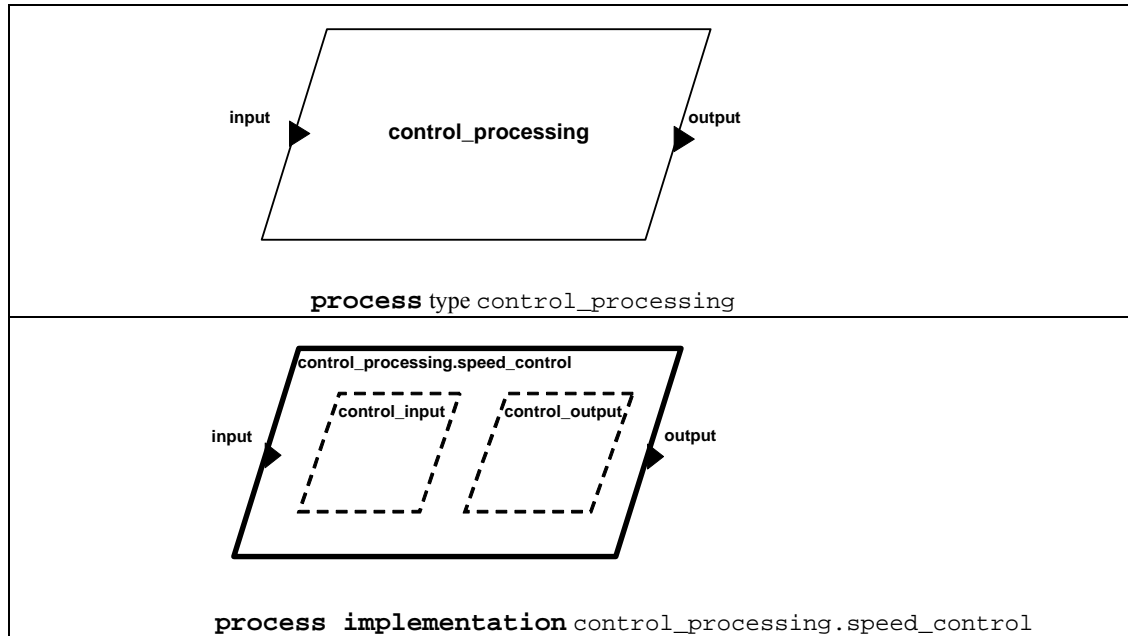 input
control_processing
output
process type control_processing
control_processing.speed_control
control_input
control_output
input
output
process implementation control_processing.speed_control